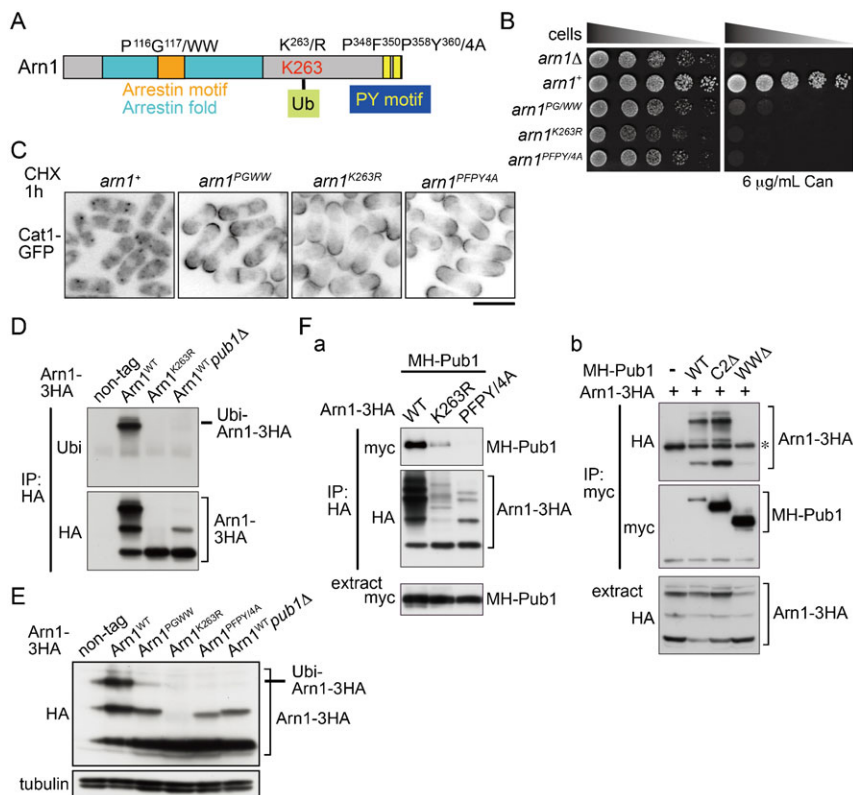 A
P¹¹⁶G¹¹⁷/WW K²⁶³/R P³⁴⁸F³⁵⁰P³⁵⁸Y³⁶⁰/4A
Arn1 K263
Arrestin motif
Arrestin fold
Ub
PY motif
B
cells
arn1Δ
arn1⁺
arn1ᴾᴳ/ᵂᵂ
arn1ᴷ²⁶³ᴿ
arn1ᴾᶠᴾʸ/⁴ᴬ
6 μg/mL Can
C
CHX
1h
arn1⁺ arn1ᴾᴳᵂᵂ arn1ᴷ²⁶³ᴿ arn1ᴾᶠᴾʸ⁴ᴬ
Cat1-
GFP
D
Arn1-
3HA
non-tag
Arn1ᵂᵀ
Arn1ᴷ²⁶³ᴿ
Arn1ᵂᵀ pub1Δ
IP:
HA
Ubi
Ubi-
Arn1-3HA
HA
Arn1-
3HA
E
Arn1-
3HA
non-tag
Arn1ᵂᵀ
Arn1ᴾᴳᵂᵂ
Arn1ᴷ²⁶³ᴿ
Arn1ᴾᶠᴾʸ/⁴ᴬ
Arn1ᵂᵀ pub1Δ
HA
Ubi-
Arn1-3HA
Arn1-3HA
tubulin
F
a
MH-Pub1
Arn1-3HA WT K263R PFPY/4A
myc MH-Pub1
IP:
HA
HA Arn1-3HA
extract
myc MH-Pub1
b
MH-Pub1 - WT C2Δ WWΔ
Arn1-3HA + + + +
HA * Arn1-3HA
IP:
myc
myc MH-Pub1
extract
HA Arn1-3HA